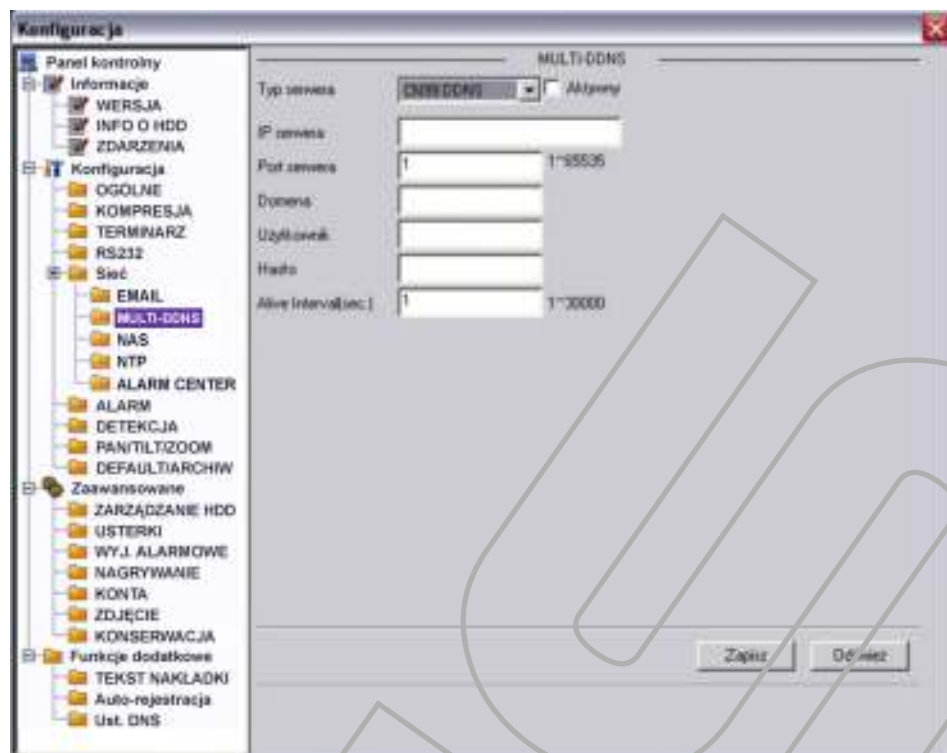 Konfiguracja
Panel kontrolny
Informacje
WERSJA
INFO O HDD
ZDARZENIA
Konfiguracja
OGÓLNE
KOMPRESJA
TERMINARZ
RS232
Sieć
EMAIL
MULTI-DDNS
NAS
NTP
ALARM CENTER
ALARM
DETEKCJA
PAN/TILT/ZOOM
DEFAULT/ARCHIW
Zaawansowane
ZARZĄDZANIE HDD
USTERKI
WYJ. ALARMOWE
NAGRYWANIE
KONTA
ZDJĘCIE
KONSERWACJA
Funkcje dodatkowe
TEKST NAKLADKI
Auto-rejestracja
Ust. DNS
MULTI-DDNS
Typ serwera CN99 DDNS Aktywny
IP serwera
Port serwera 1 1~65535
Domena
Użytkownik
Hasło
Alive Interval(sec.) 1 1~30000
Zapisz Odśwież